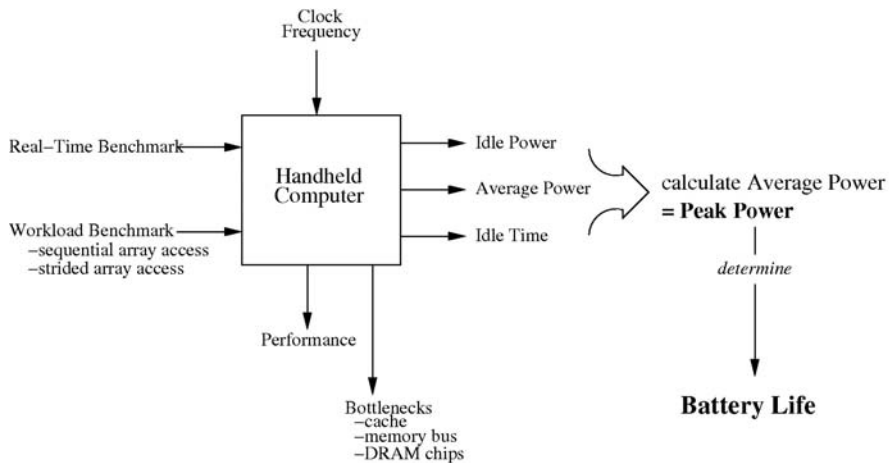 Clock
Frequency
Real-Time Benchmark
Workload Benchmark
-sequential array access
-strided array access
Handheld
Computer
Idle Power
Average Power
Idle Time
calculate Average Power
= Peak Power
determine
Battery Life
Performance
Bottlenecks
-cache
-memory bus
-DRAM chips